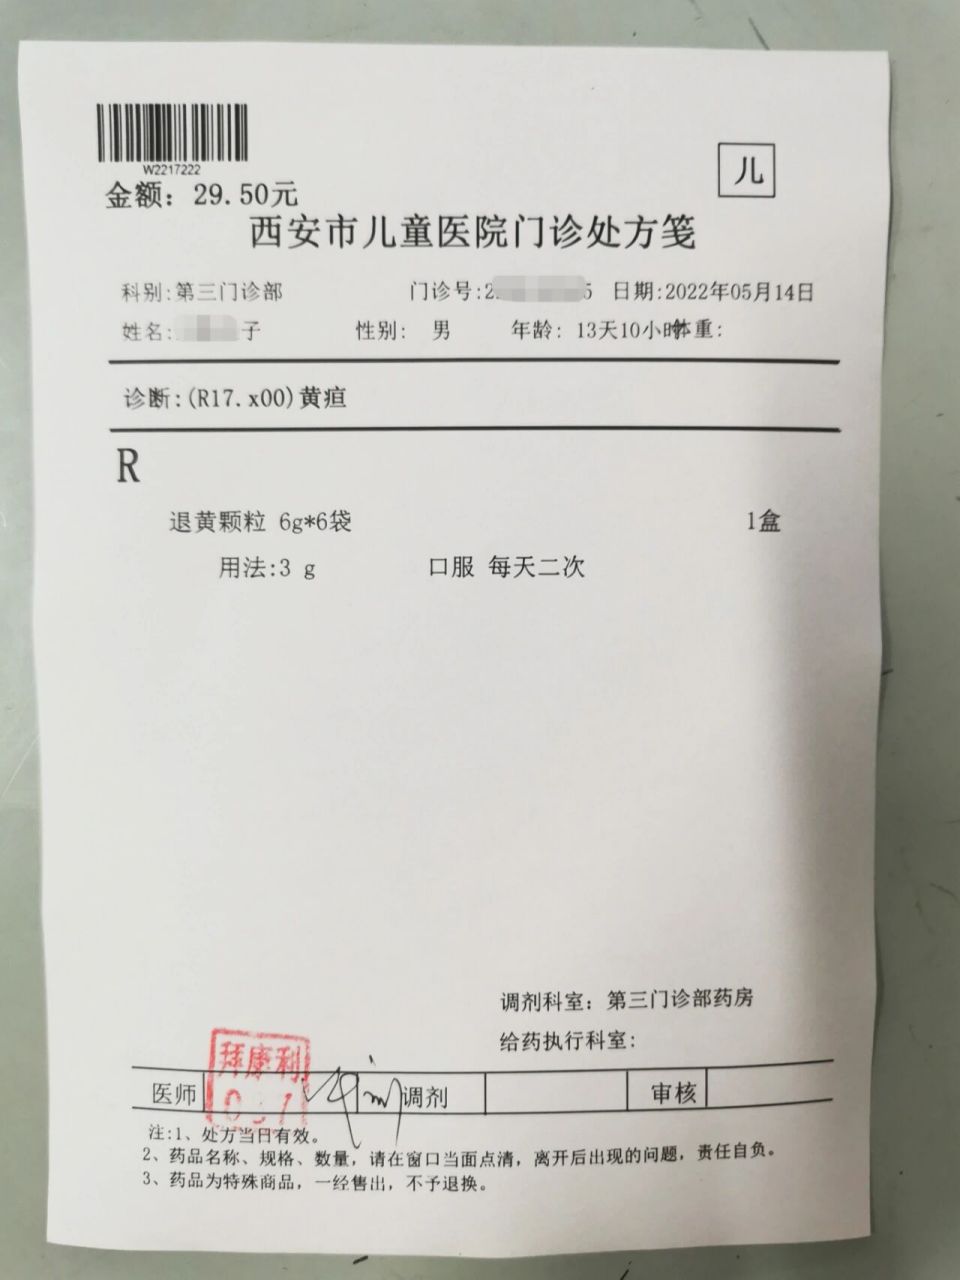 W2217222
金额：29.50元
儿
西安市儿童医院门诊处方笺
科别:第三门诊部 门诊号:2 5 日期:2022年05月14日
姓名: 子 性别: 男 年龄: 13天10小时 体重:
诊断:(R17.x00)黄疸
R
退黄颗粒 6g*6袋 1盒
用法:3 g 口服 每天二次
调剂科室：第三门诊部药房
给药执行科室:
拜康利
医师 调剂 审核
注:1、处方当日有效。
2、药品名称、规格、数量，请在窗口当面点清，离开后出现的问题，责任自负。
3、药品为特殊商品，一经售出，不予退换。